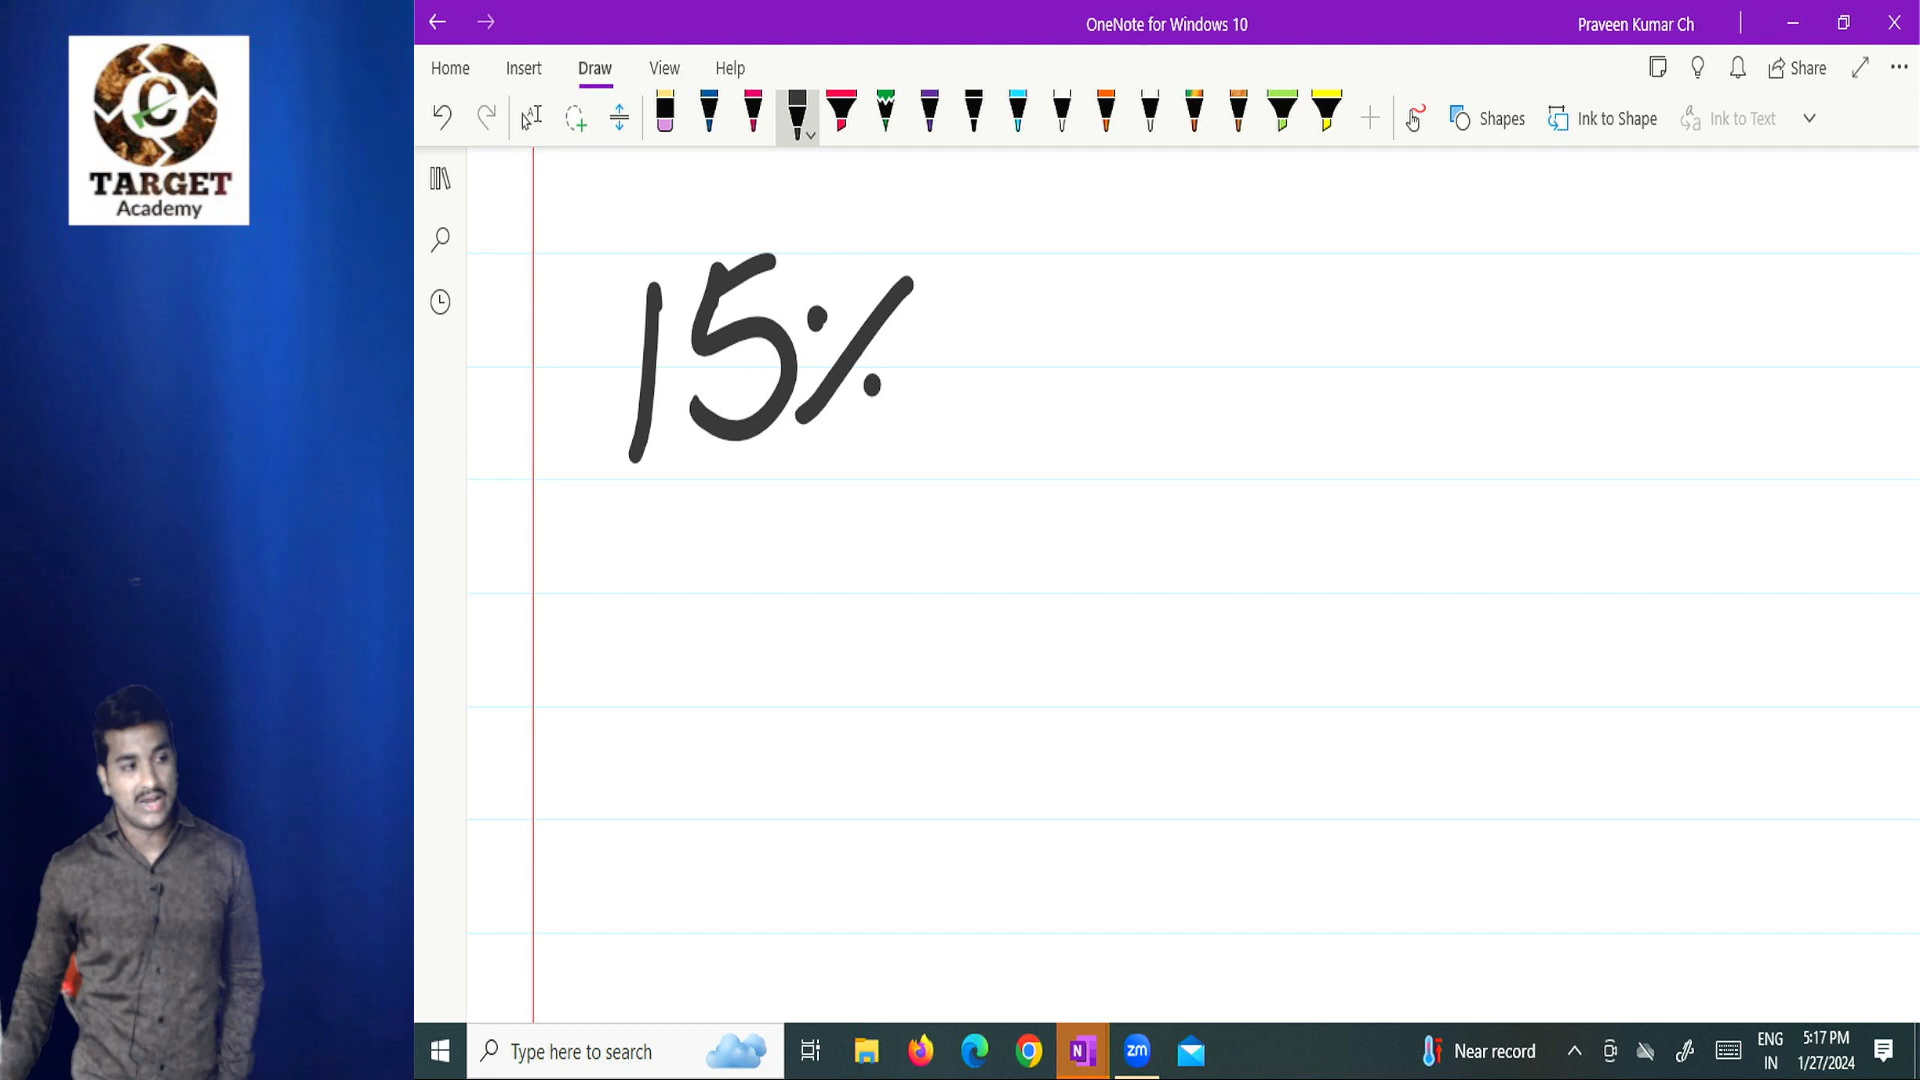 OneNote for Windows 10
Praveen Kumar Ch
Home Insert Draw View Help
Share
Shapes
Ink to Shape
Ink to Text
C
TARGET
Academy
15%
Type here to search
N
zm
Near record
ENG
IN
5:17 PM
1/27/2024